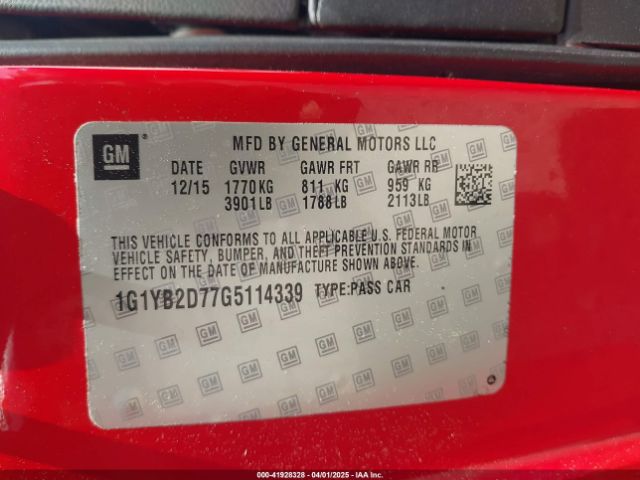 GM
MFD BY GENERAL MOTORS LLC
DATE GVWR GAWR FRT GAWR RR
12/15 1770 KG 811 KG 959 KG
3901 LB 1788 LB 2113 LB
THIS VEHICLE CONFORMS TO ALL APPLICABLE U.S. FEDERAL MOTOR
VEHICLE SAFETY, BUMPER, AND THEFT PREVENTION STANDARDS IN
EFFECT ON THE DATE OF MANUFACTURE SHOWN ABOVE.
1G1YB2D77G5114339 TYPE:PASS CAR
000-41928328 - 04/01/2025 - IAAI.COM